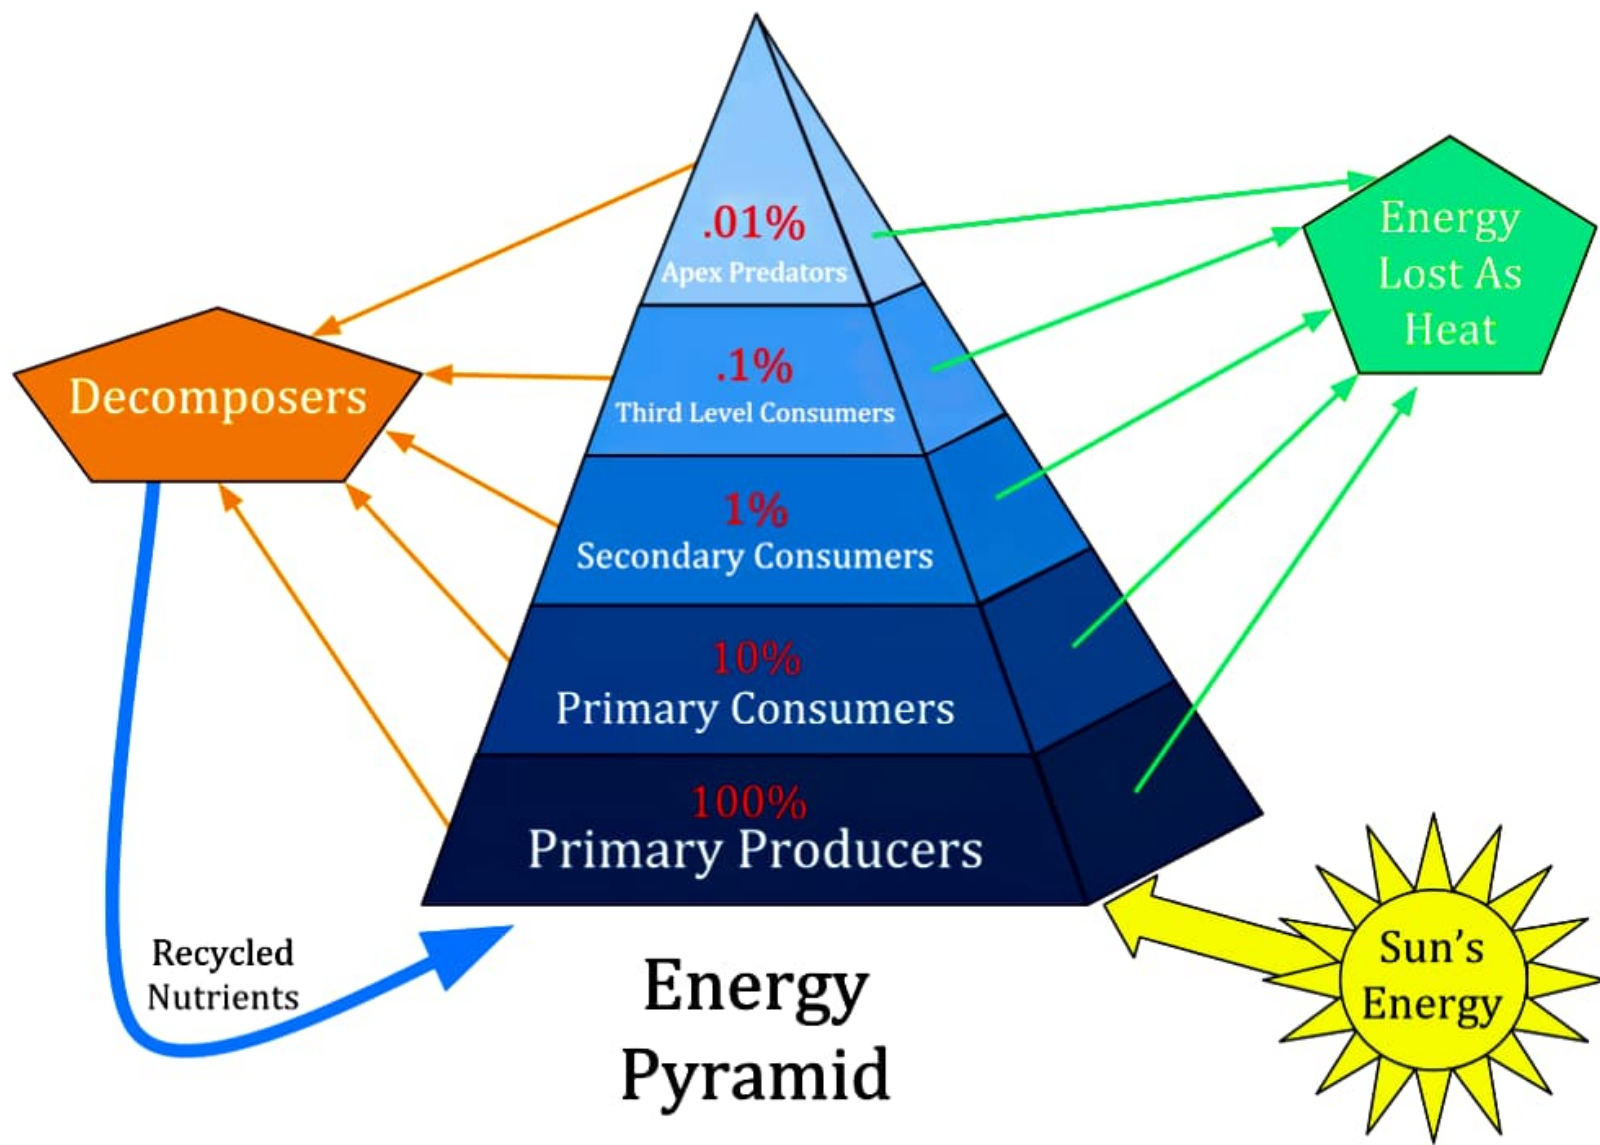 .01%
Apex Predators
Energy
Lost As
Heat
.1%
Third Level Consumers
Decomposers
1%
Secondary Consumers
10%
Primary Consumers
100%
Primary Producers
Recycled
Nutrients
Sun's
Energy
Energy
Pyramid